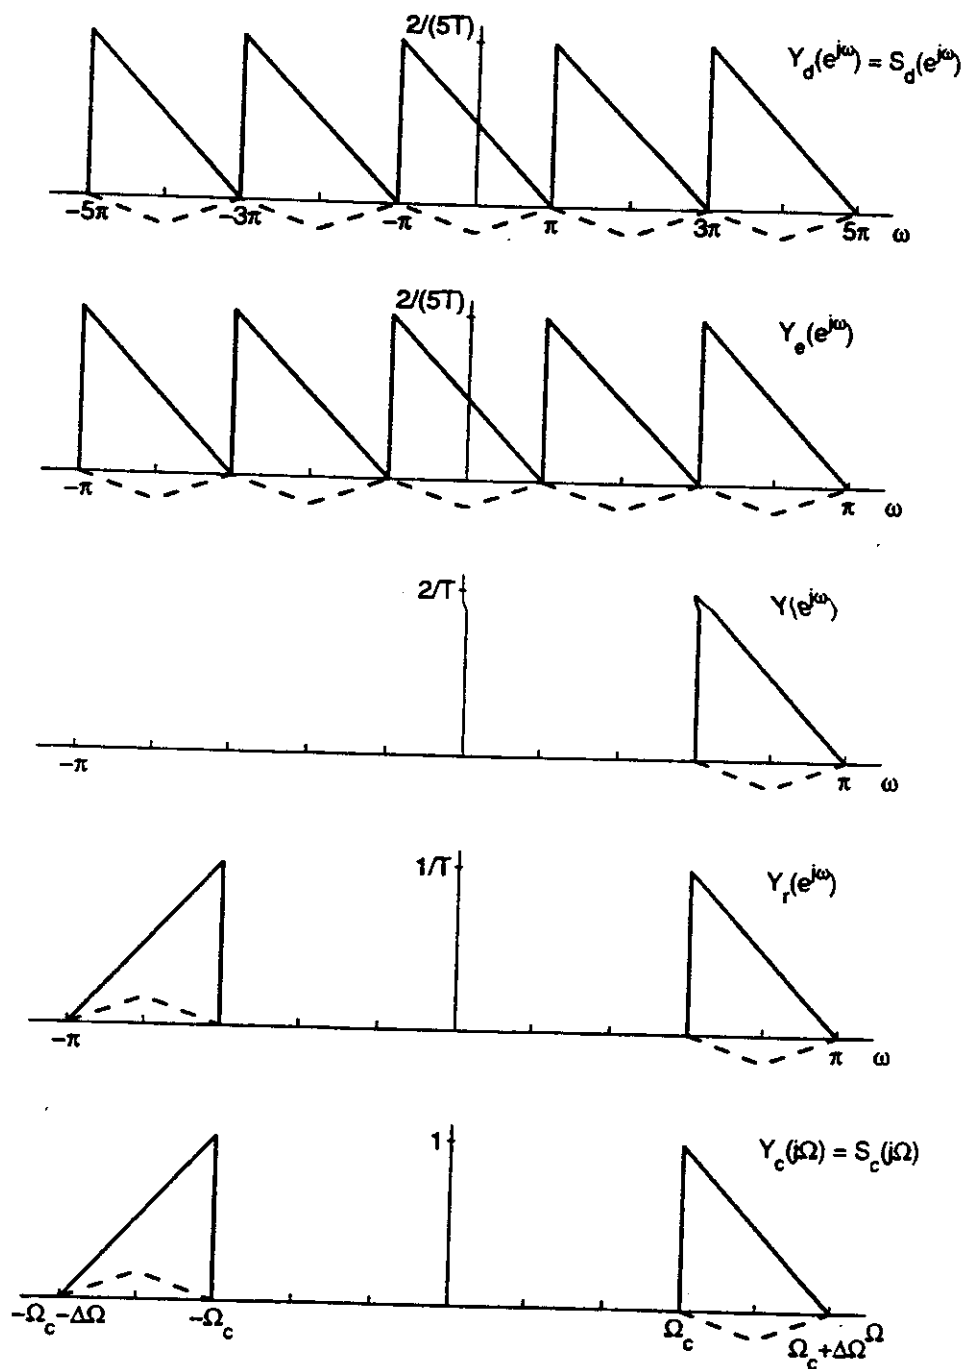 2/(5T)
Y_d(e^{jω}) = S_d(e^{jω})
−5π −3π −π π 3π 5π ω
2/(5T)
Y_e(e^{jω})
−π π ω
2/T
Y(e^{jω})
−π π ω
1/T
Y_r(e^{jω})
−π π ω
1
Y_c(jΩ) = S_c(jΩ)
−Ω_c−ΔΩ −Ω_c Ω_c Ω_c+ΔΩ Ω